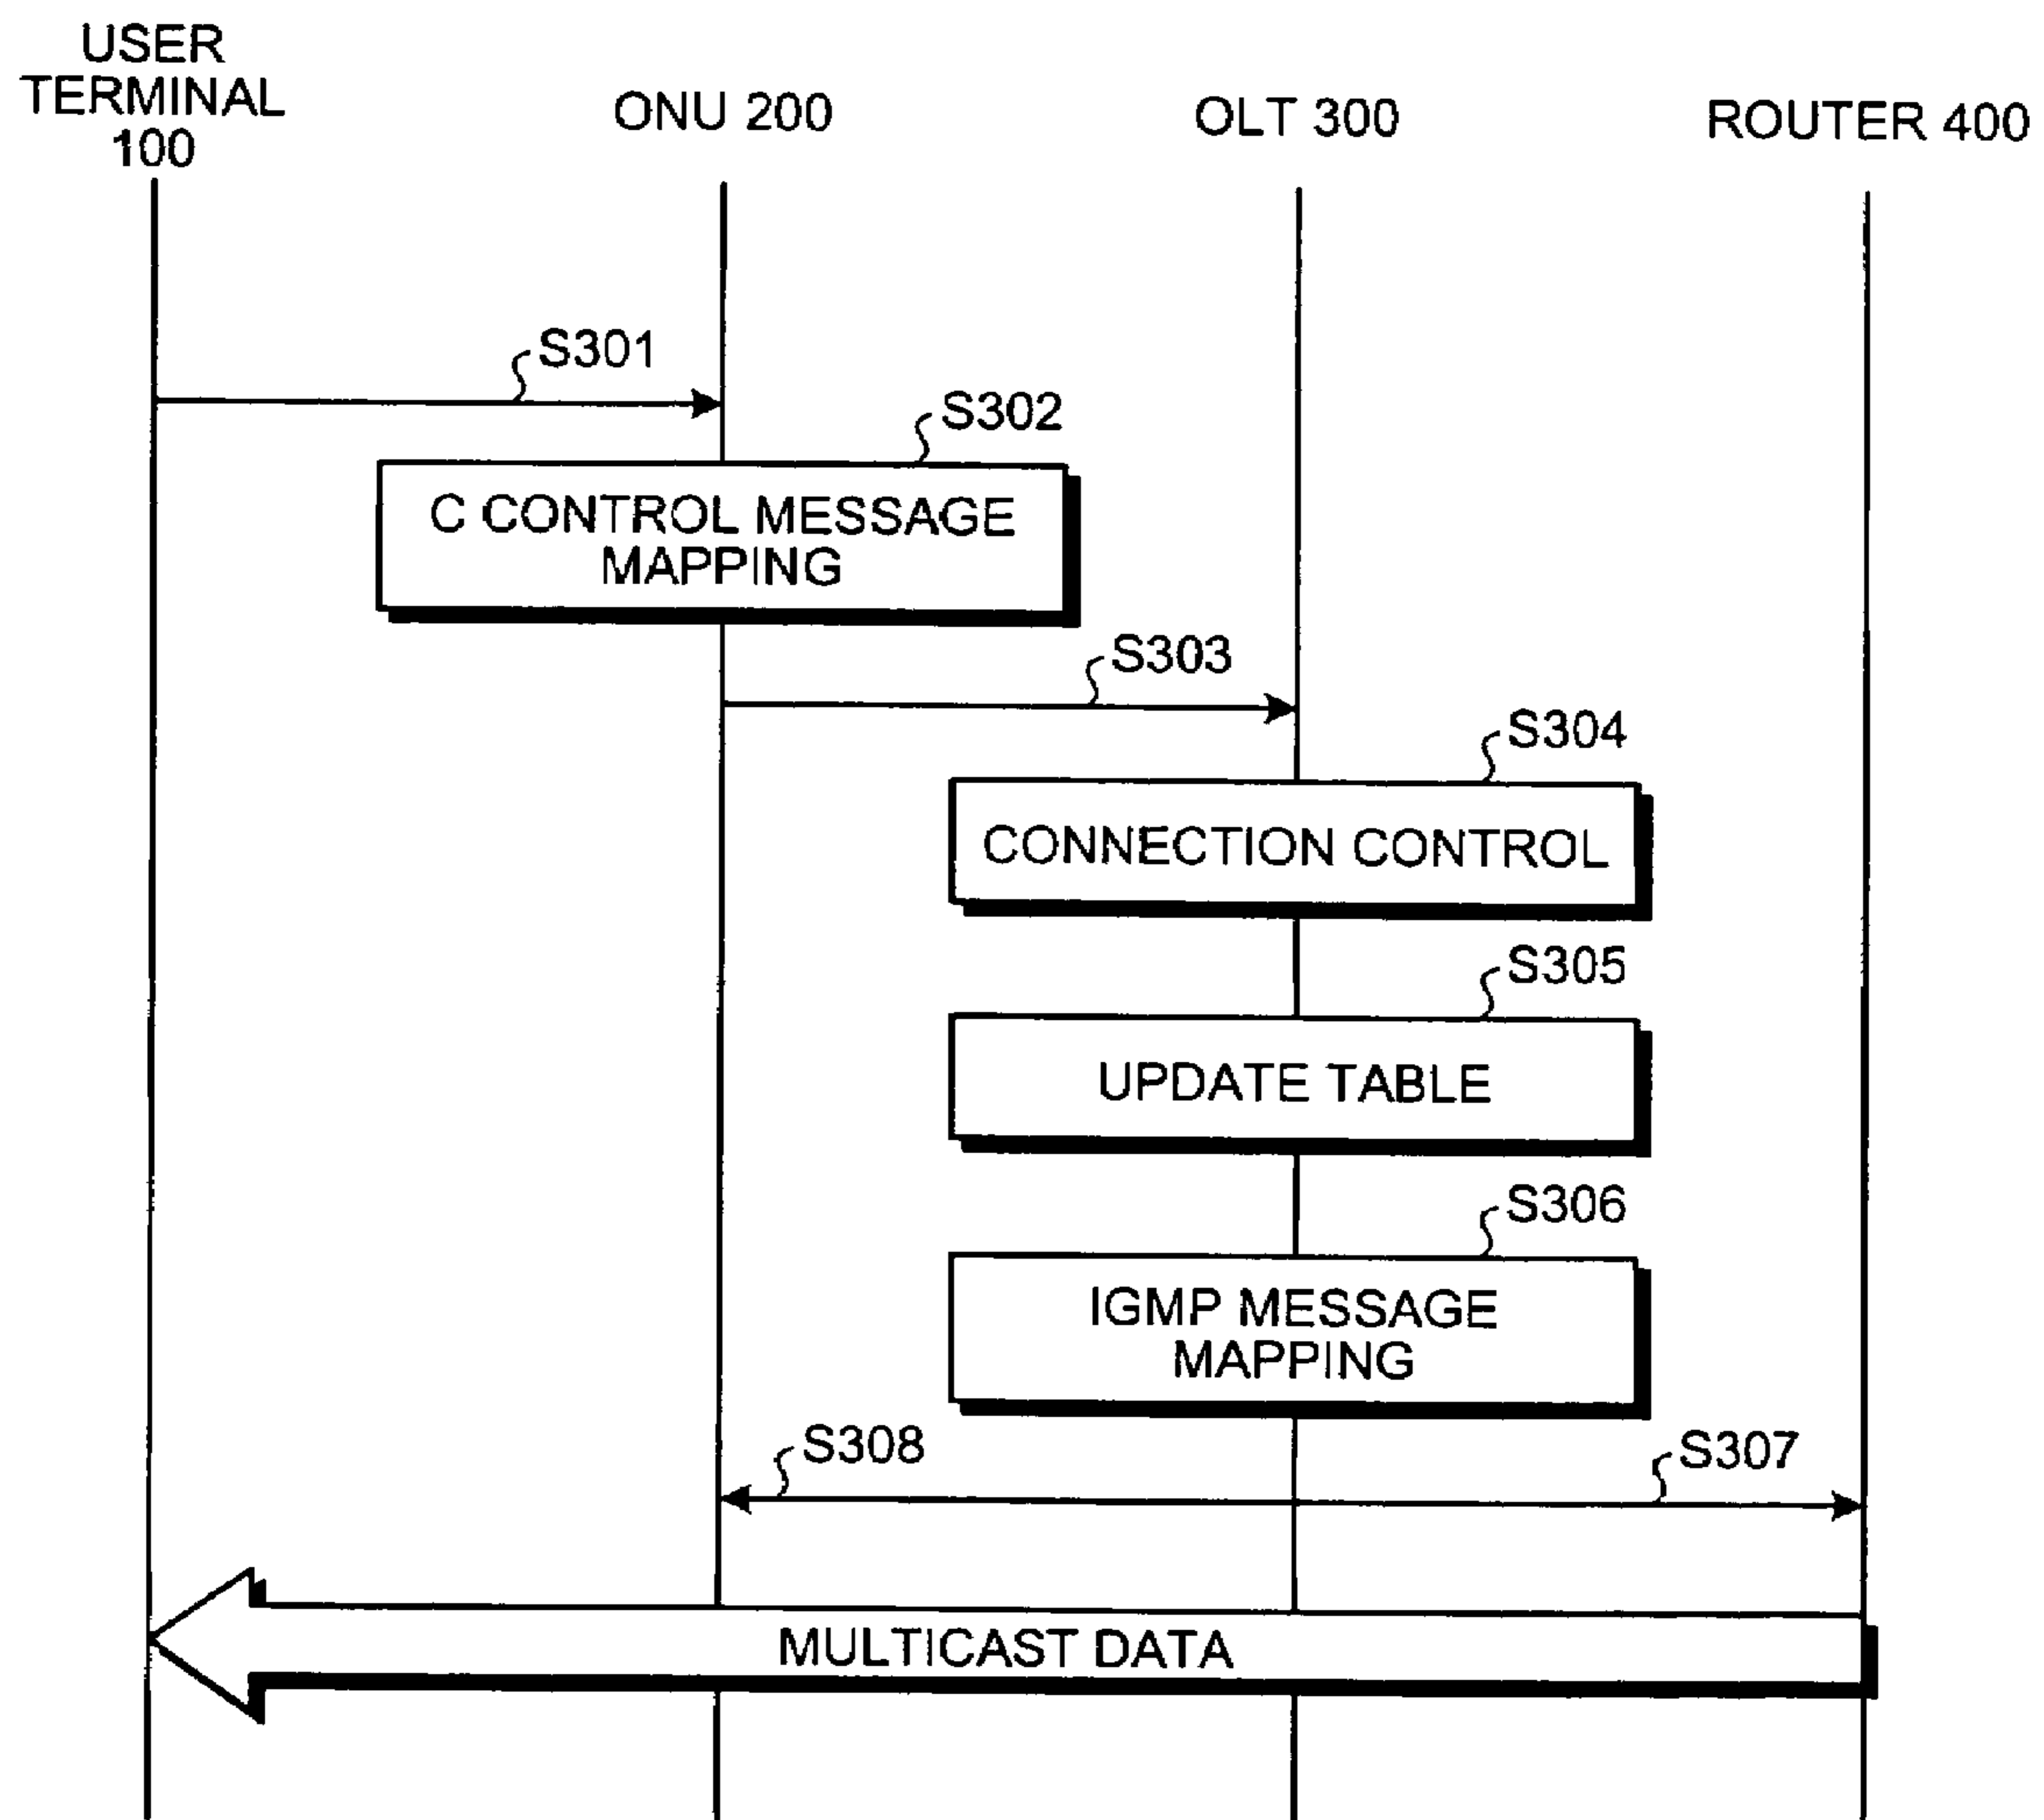 USER
TERMINAL
100
ONU 200
OLT 300
ROUTER 400
S301
S302
C CONTROL MESSAGE
MAPPING
S303
S304
CONNECTION CONTROL
S305
UPDATE TABLE
S306
IGMP MESSAGE
MAPPING
S308
S307
MULTICAST DATA